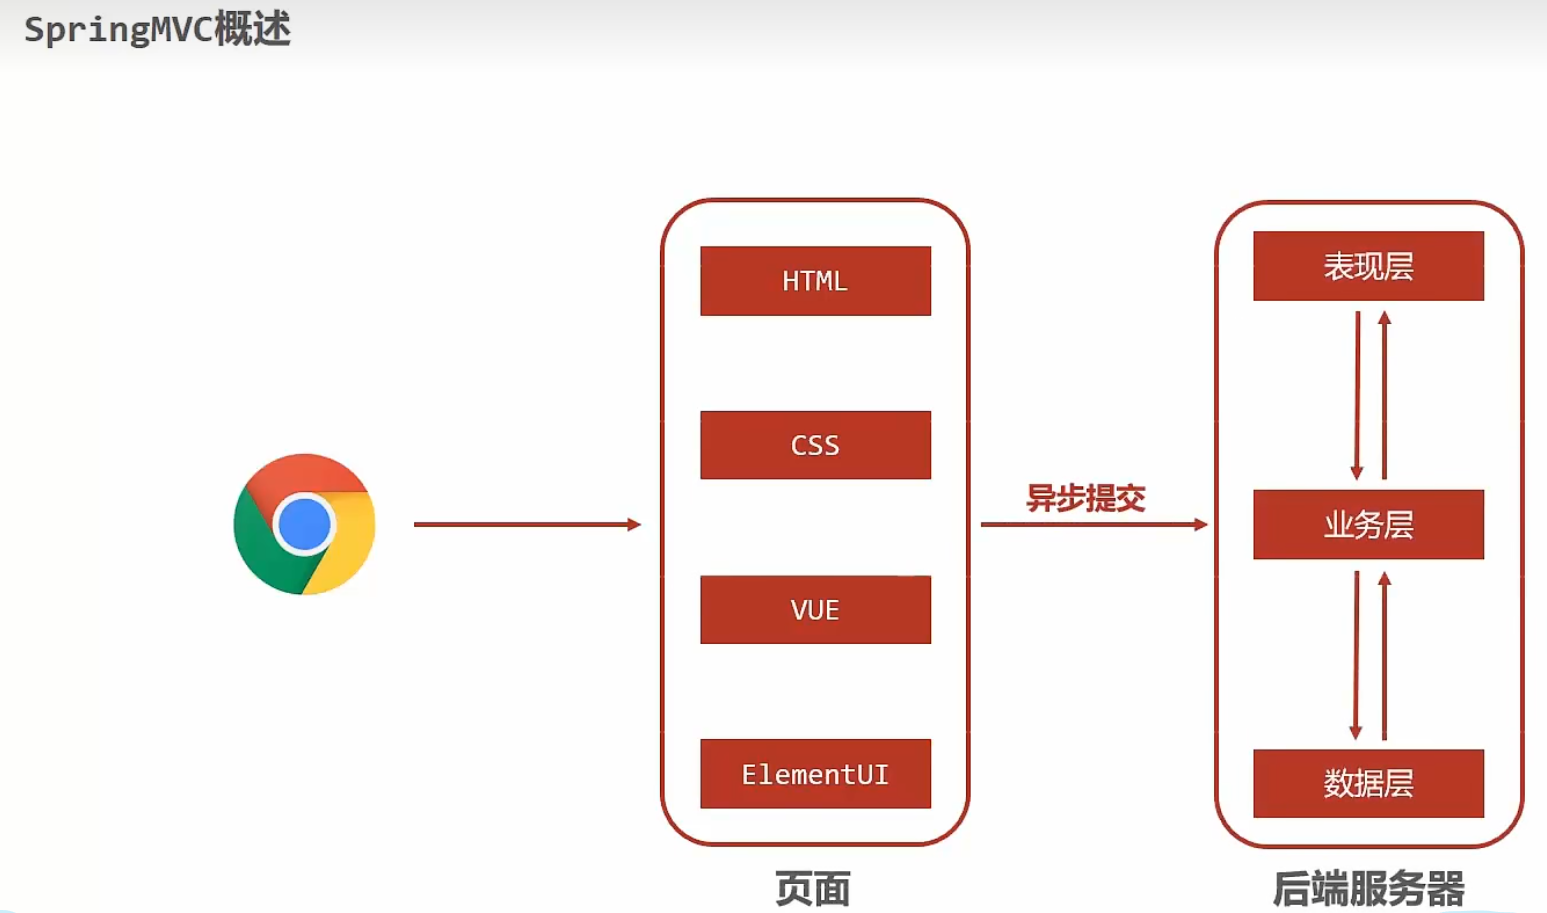 SpringMVC概述
HTML
CSS
VUE
ElementUI
页面
异步提交
表现层
业务层
数据层
后端服务器